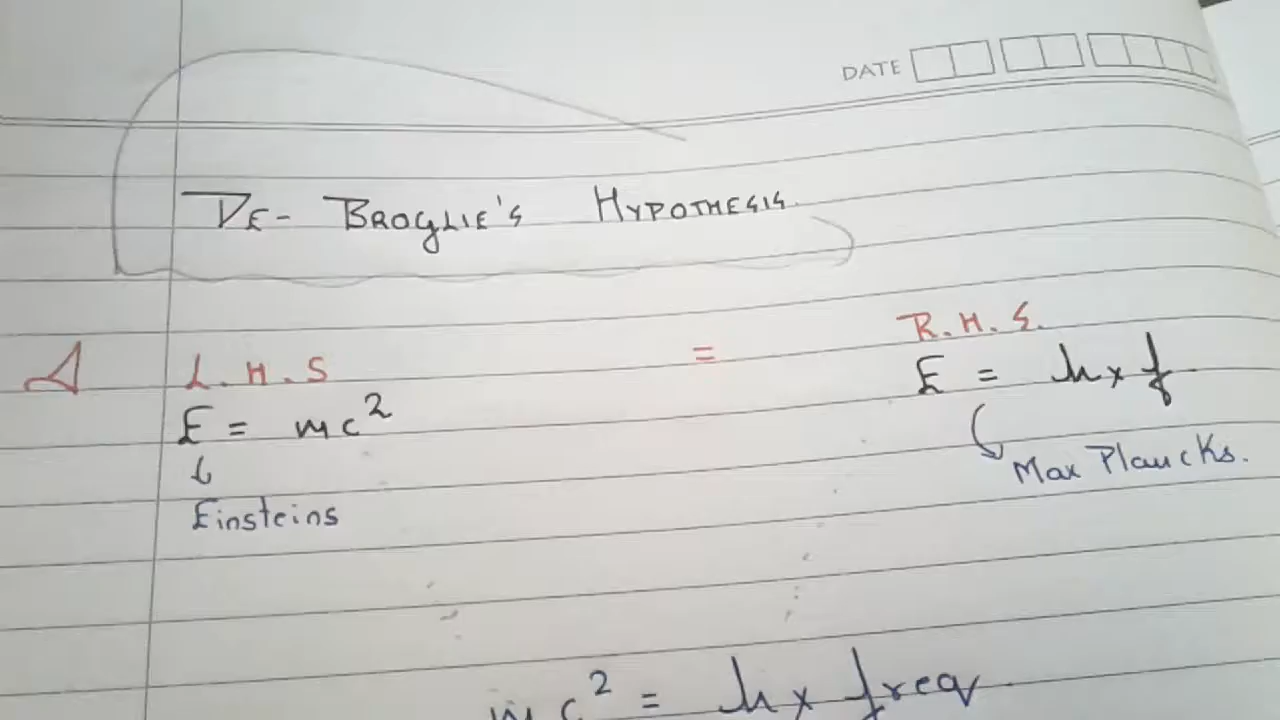 DATE
DE- BROGLIE'S HYPOTHESIS.
L.H.S = R.H.S.
E = mc² E = h x f
Einsteins Max Plancks.
mc² = h x freq